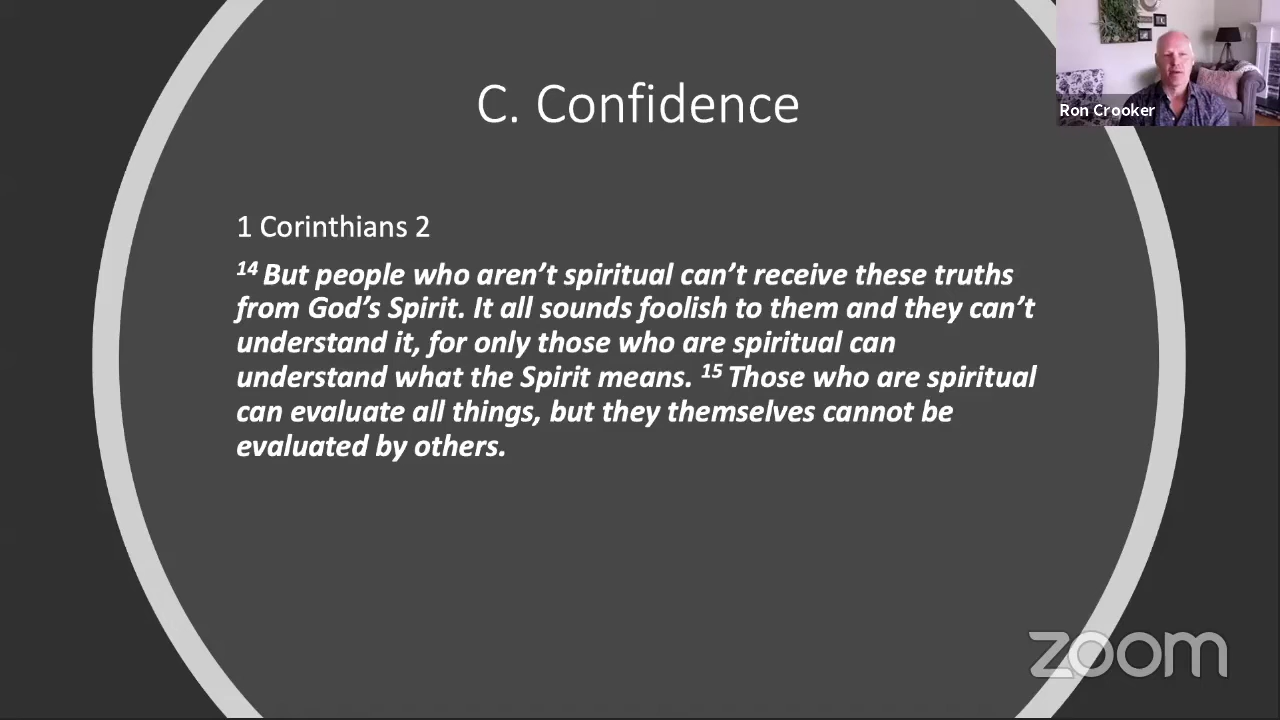 C. Confidence
Ron Crooker
1 Corinthians 2
14 But people who aren’t spiritual can’t receive these truths
from God’s Spirit. It all sounds foolish to them and they can’t
understand it, for only those who are spiritual can
understand what the Spirit means. 15 Those who are spiritual
can evaluate all things, but they themselves cannot be
evaluated by others.
zoom